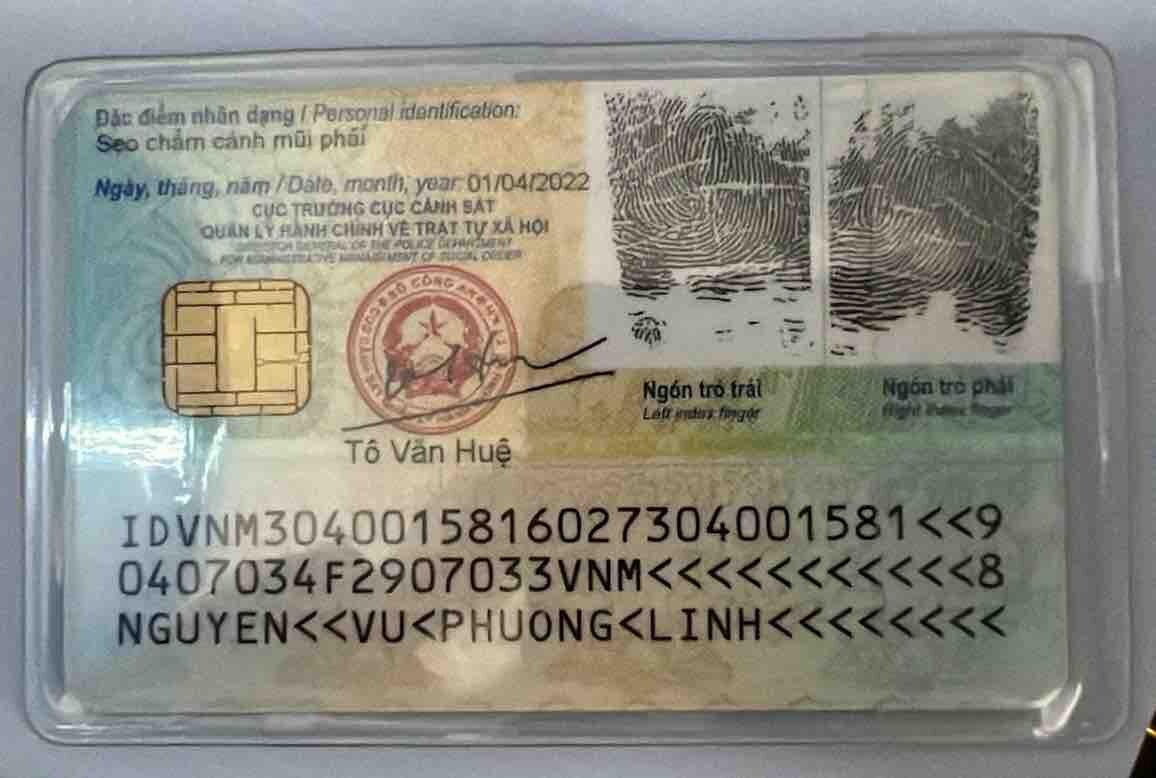 Đặc điểm nhân dạng / Personal identification:
Sẹo chấm cánh mũi phải
Ngày, tháng, năm / Date, month, year: 01/04/2022
CỤC TRƯỞNG CỤC CẢNH SÁT
QUẢN LÝ HÀNH CHÍNH VỀ TRẬT TỰ XÃ HỘI
DIRECTOR GENERAL OF THE POLICE DEPARTMENT
FOR ADMINISTRATIVE MANAGEMENT OF SOCIAL ORDER
BỘ CÔNG AN
Tô Văn Huệ
Ngón trỏ trái
Left index finger
Ngón trỏ phải
Right index finger
IDVNM3040015816027304001581<<9
0407034F2907033VNM<<<<<<<<<<<8
NGUYEN<<VU<PHUONG<LINH<<<<<<<<